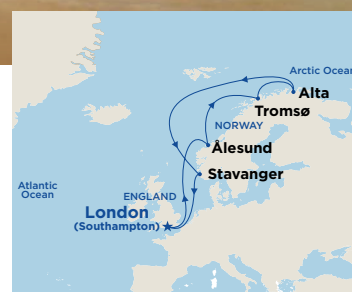 Arctic Ocean
Alta
Tromsø
NORWAY
Ålesund
Stavanger
Atlantic
Ocean
ENGLAND
London
(Southampton)